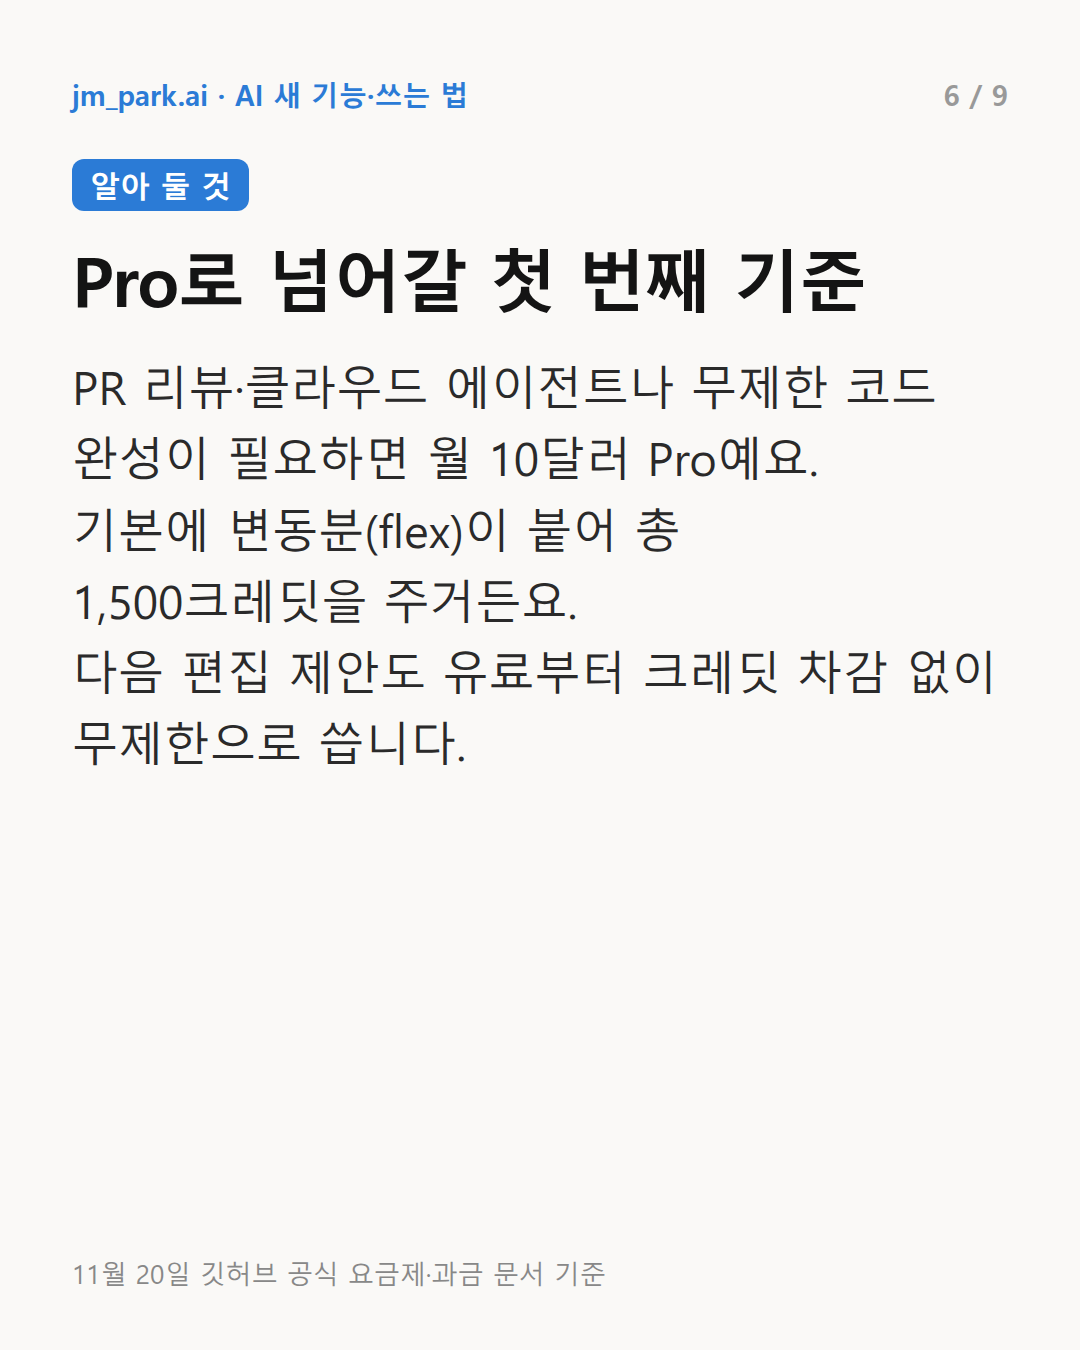 jm_park.ai · AI 새 기능·쓰는 법
6 / 9
알아 둘 것
Pro로 넘어갈 첫 번째 기준
PR 리뷰·클라우드 에이전트나 무제한 코드
완성이 필요하면 월 10달러 Pro예요.
기본에 변동분(flex)이 붙어 총
1,500크레딧을 주거든요.
다음 편집 제안도 유료부터 크레딧 차감 없이
무제한으로 씁니다.
11월 20일 깃허브 공식 요금제·과금 문서 기준